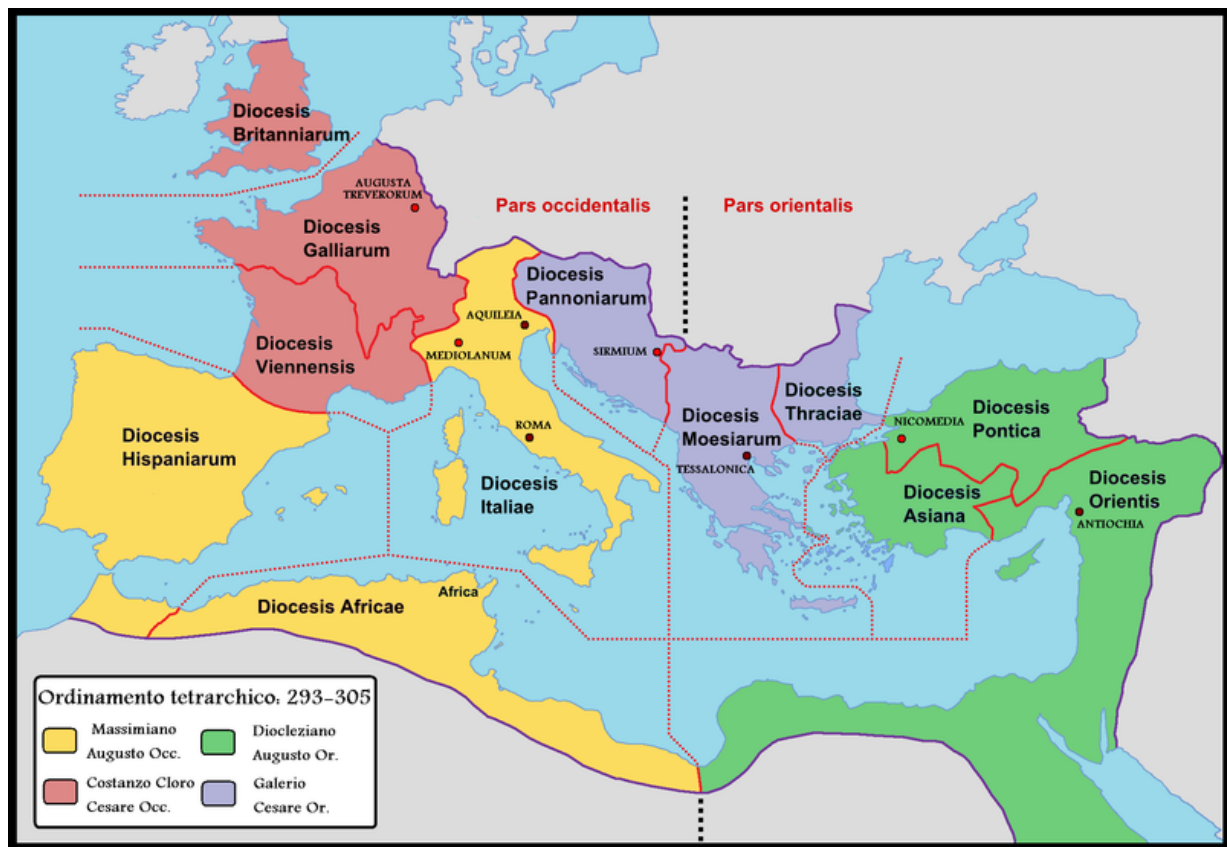 Diocesis
Britanniarum
AUGUSTA
TREVERORUM
Pars occidentalis
Pars orientalis
Diocesis
Galliarum
Diocesis
Pannoniarum
AQUILEIA
MEDIOLANUM
SIRMIUM
Diocesis
Viennensis
Diocesis
Thraciae
Diocesis
Pontica
NICOMEDIA
Diocesis
Hispaniarum
ROMA
Diocesis
Moesiarum
TESSALONICA
Diocesis
Italiae
Diocesis
Asiana
Diocesis
Orientis
ANTIOCHIA
Africa
Diocesis Africae
Ordinamento tetrarchico: 293-305
Massimiano
Augusto Occ.
Diocleziano
Augusto Or.
Costanzo Cloro
Cesare Occ.
Galerio
Cesare Or.